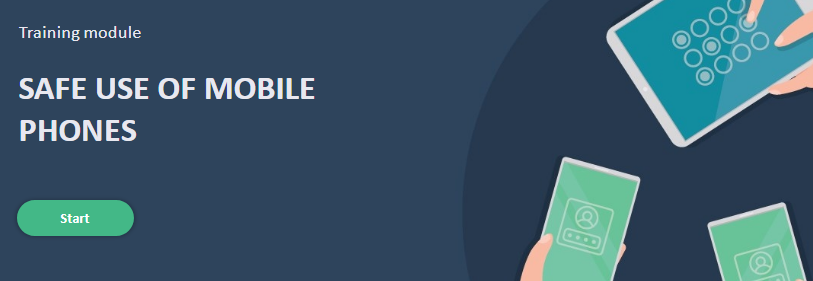 Training module
SAFE USE OF MOBILE
PHONES
Start